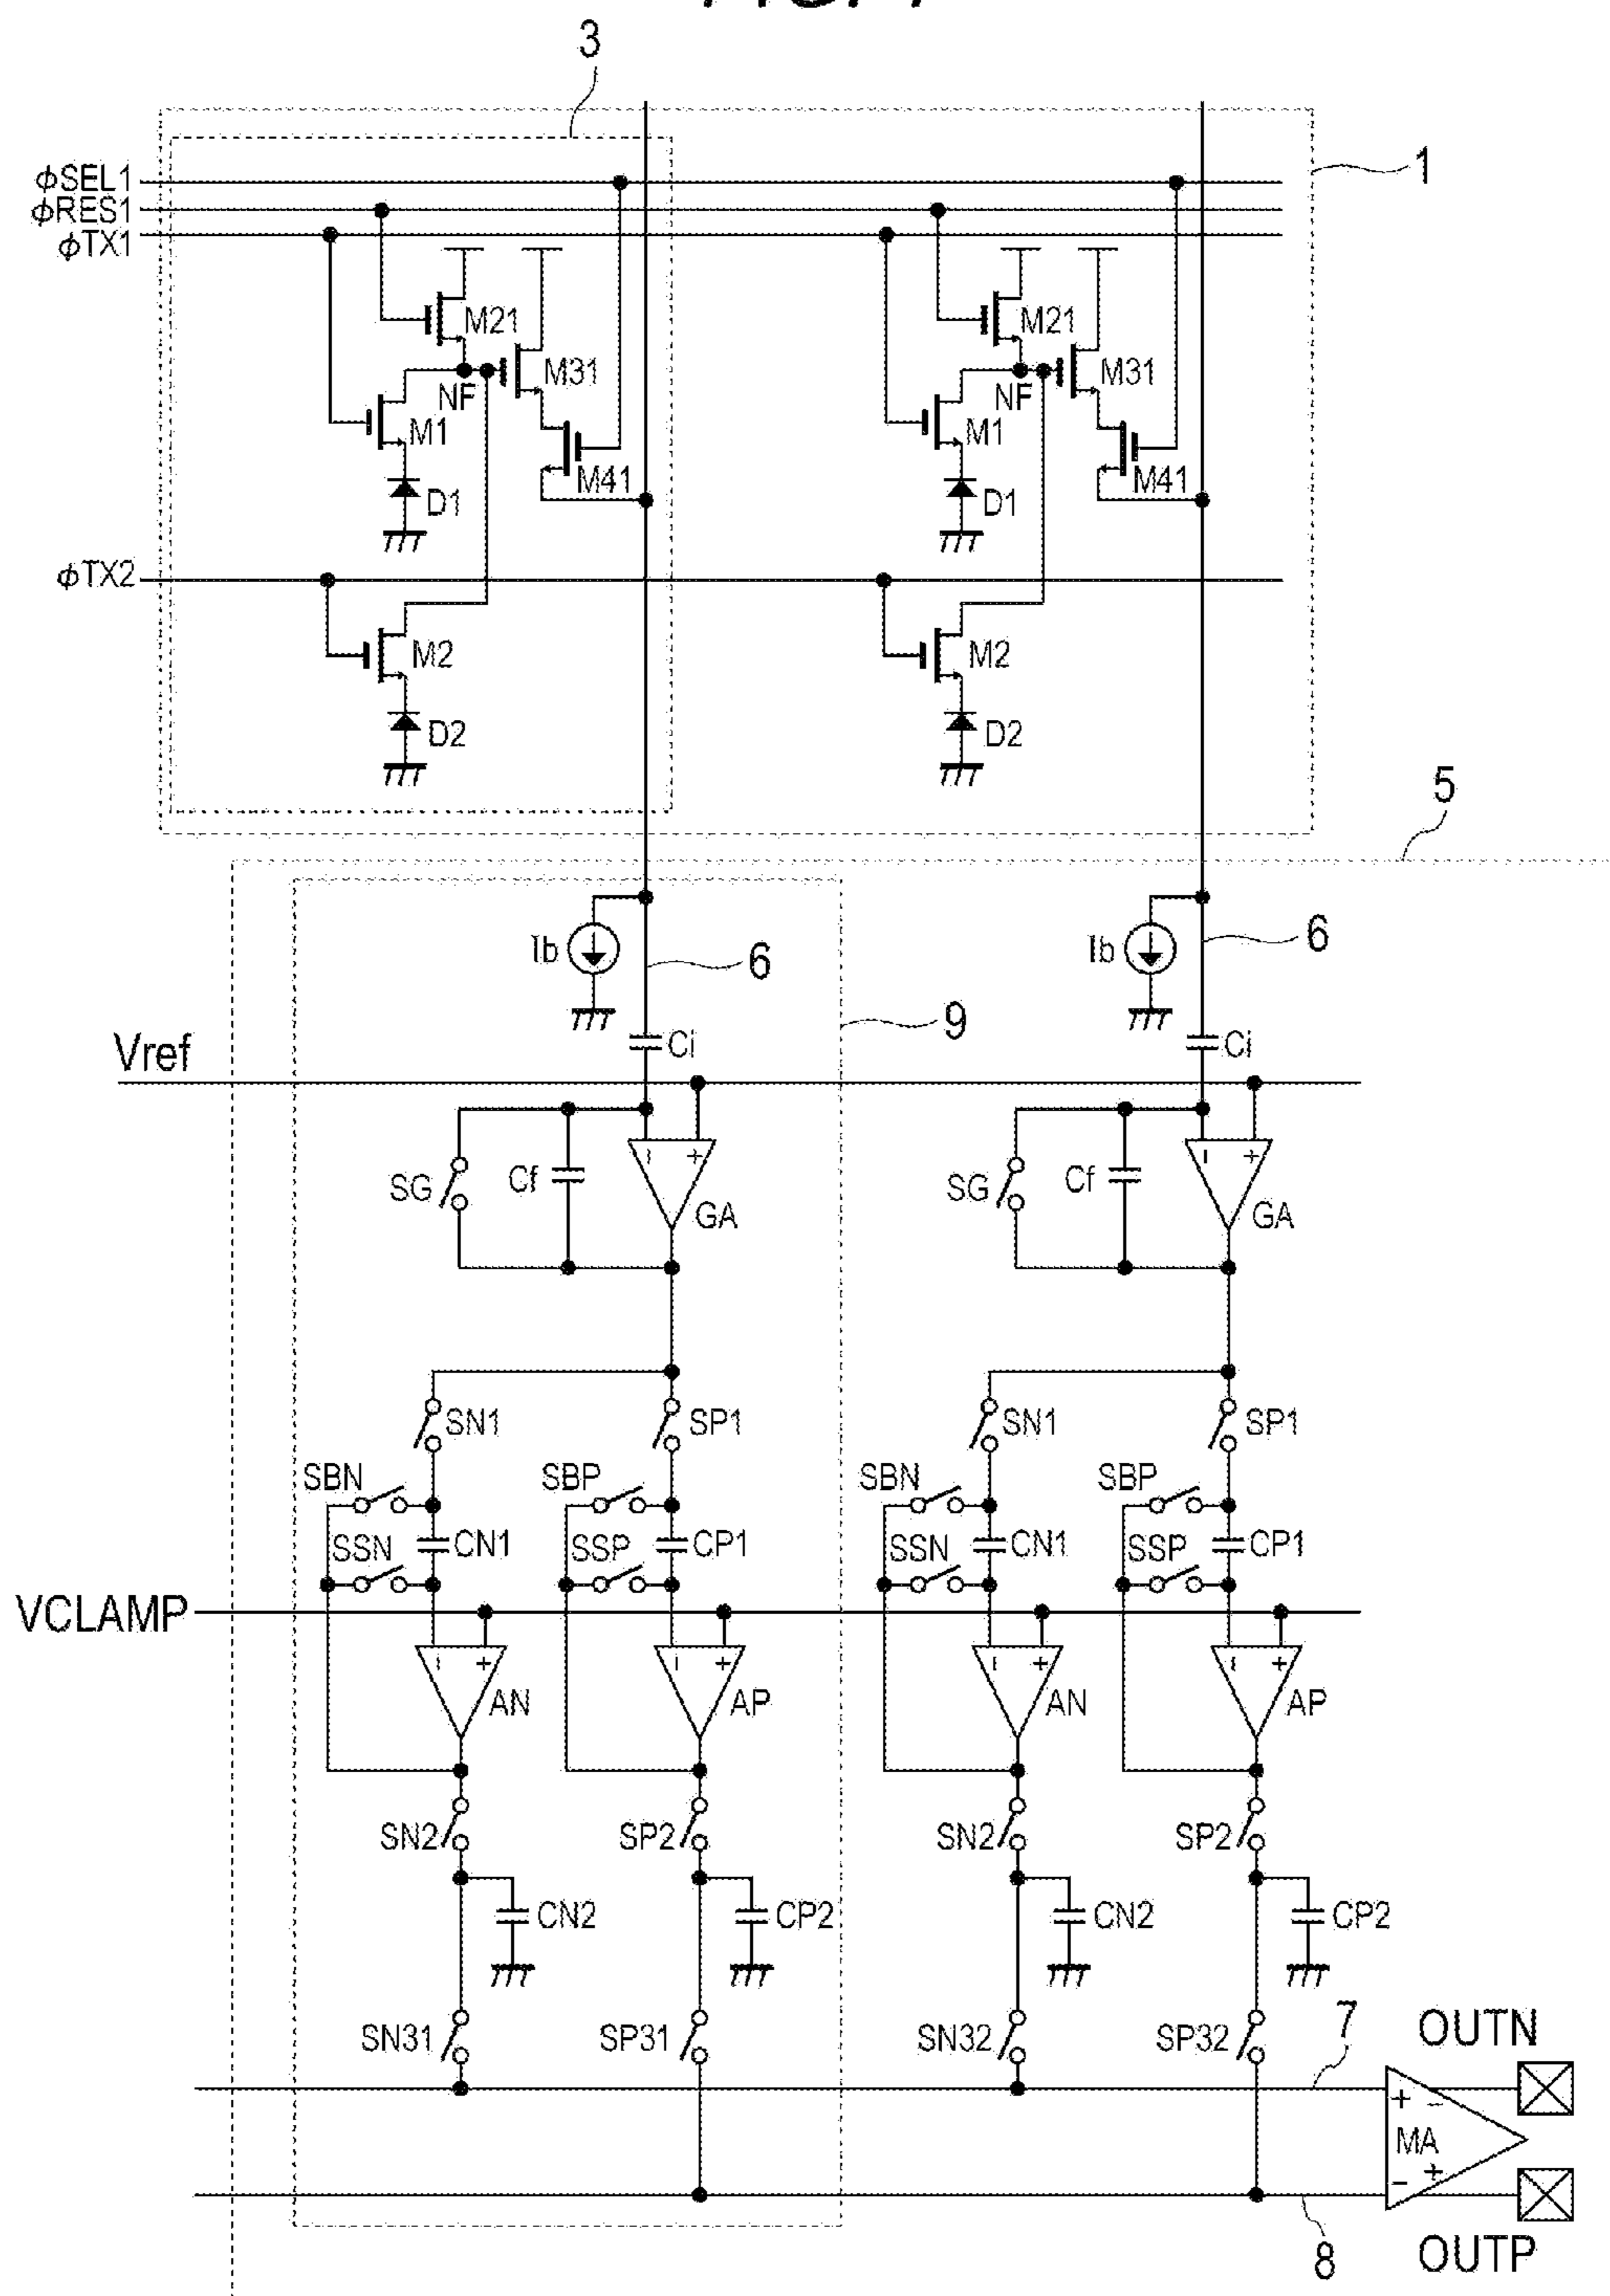 3
1
φSEL1
φRES1
φTX1
M21
M31
NF
M1
M41
D1
M21
M31
NF
M1
M41
D1
φTX2
M2
D2
M2
D2
5
Ib
6
Ib
6
9
Vref
Ci
Ci
SG
Cf
- +
GA
SG
Cf
- +
GA
SN1
SP1
SN1
SP1
SBN
SBP
SBN
SBP
SSN
CN1
SSP
CP1
SSN
CN1
SSP
CP1
VCLAMP
- +
AN
- +
AP
- +
AN
- +
AP
SN2
SP2
SN2
SP2
CN2
CP2
CN2
CP2
SN31
SP31
SN32
SP32
7
OUTN
+ -
MA
- +
8
OUTP